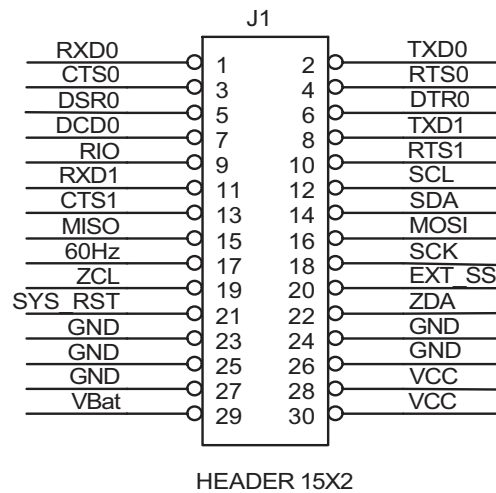 J1
RXD0 1 2 TXD0
CTS0 3 4 RTS0
DSR0 5 6 DTR0
DCD0 7 8 TXD1
RIO 9 10 RTS1
RXD1 11 12 SCL
CTS1 13 14 SDA
MISO 15 16 MOSI
60Hz 17 18 SCK
ZCL 19 20 EXT_SS
SYS_RST 21 22 ZDA
GND 23 24 GND
GND 25 26 GND
GND 27 28 VCC
VBat 29 30 VCC
HEADER 15X2